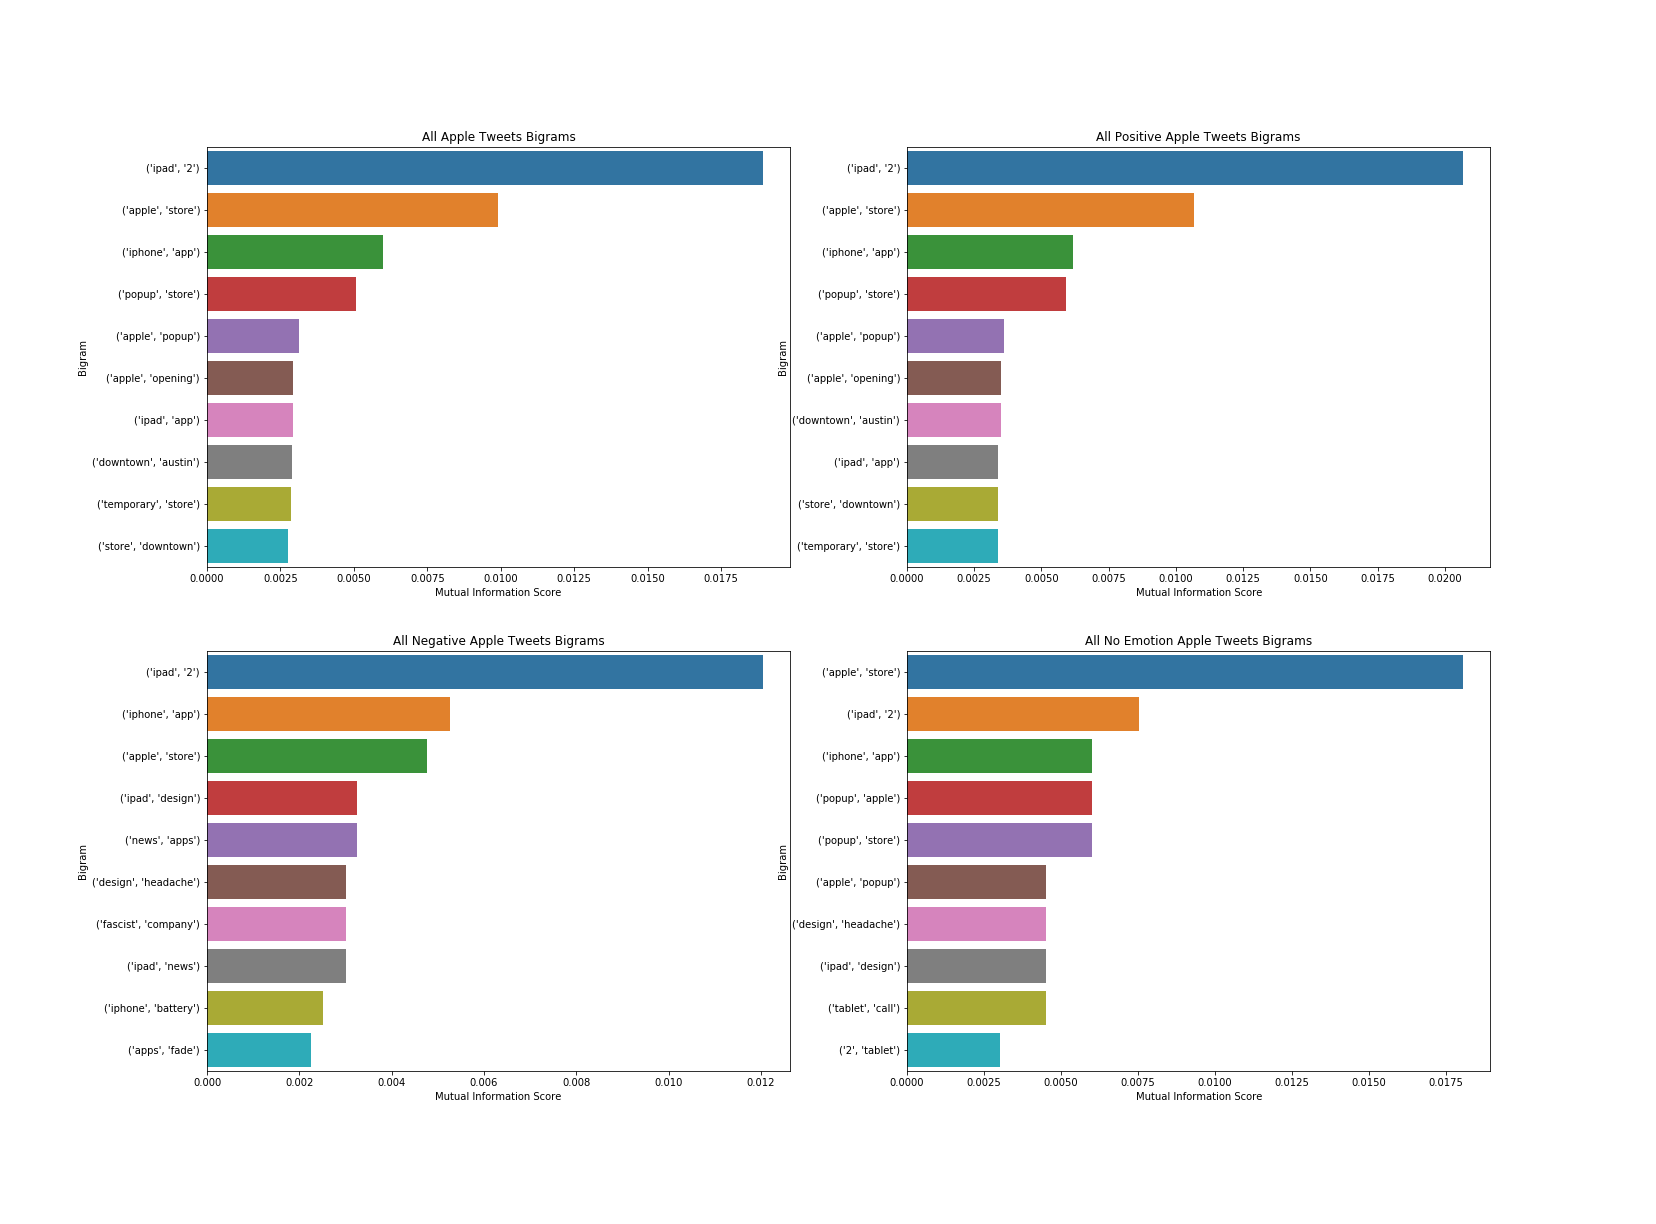 All Apple Tweets Bigrams
Bigram
('ipad', '2')
('apple', 'store')
('iphone', 'app')
('popup', 'store')
('apple', 'popup')
('apple', 'opening')
('ipad', 'app')
('downtown', 'austin')
('temporary', 'store')
('store', 'downtown')
0.0000 0.0025 0.0050 0.0075 0.0100 0.0125 0.0150 0.0175
Mutual Information Score
All Positive Apple Tweets Bigrams
Bigram
('ipad', '2')
('apple', 'store')
('iphone', 'app')
('popup', 'store')
('apple', 'popup')
('apple', 'opening')
('downtown', 'austin')
('ipad', 'app')
('store', 'downtown')
('temporary', 'store')
0.0000 0.0025 0.0050 0.0075 0.0100 0.0125 0.0150 0.0175 0.0200
Mutual Information Score
All Negative Apple Tweets Bigrams
Bigram
('ipad', '2')
('iphone', 'app')
('apple', 'store')
('ipad', 'design')
('news', 'apps')
('design', 'headache')
('fascist', 'company')
('ipad', 'news')
('iphone', 'battery')
('apps', 'fade')
0.000 0.002 0.004 0.006 0.008 0.010 0.012
Mutual Information Score
All No Emotion Apple Tweets Bigrams
Bigram
('apple', 'store')
('ipad', '2')
('iphone', 'app')
('popup', 'apple')
('popup', 'store')
('apple', 'popup')
('design', 'headache')
('ipad', 'design')
('tablet', 'call')
('2', 'tablet')
0.0000 0.0025 0.0050 0.0075 0.0100 0.0125 0.0150 0.0175
Mutual Information Score